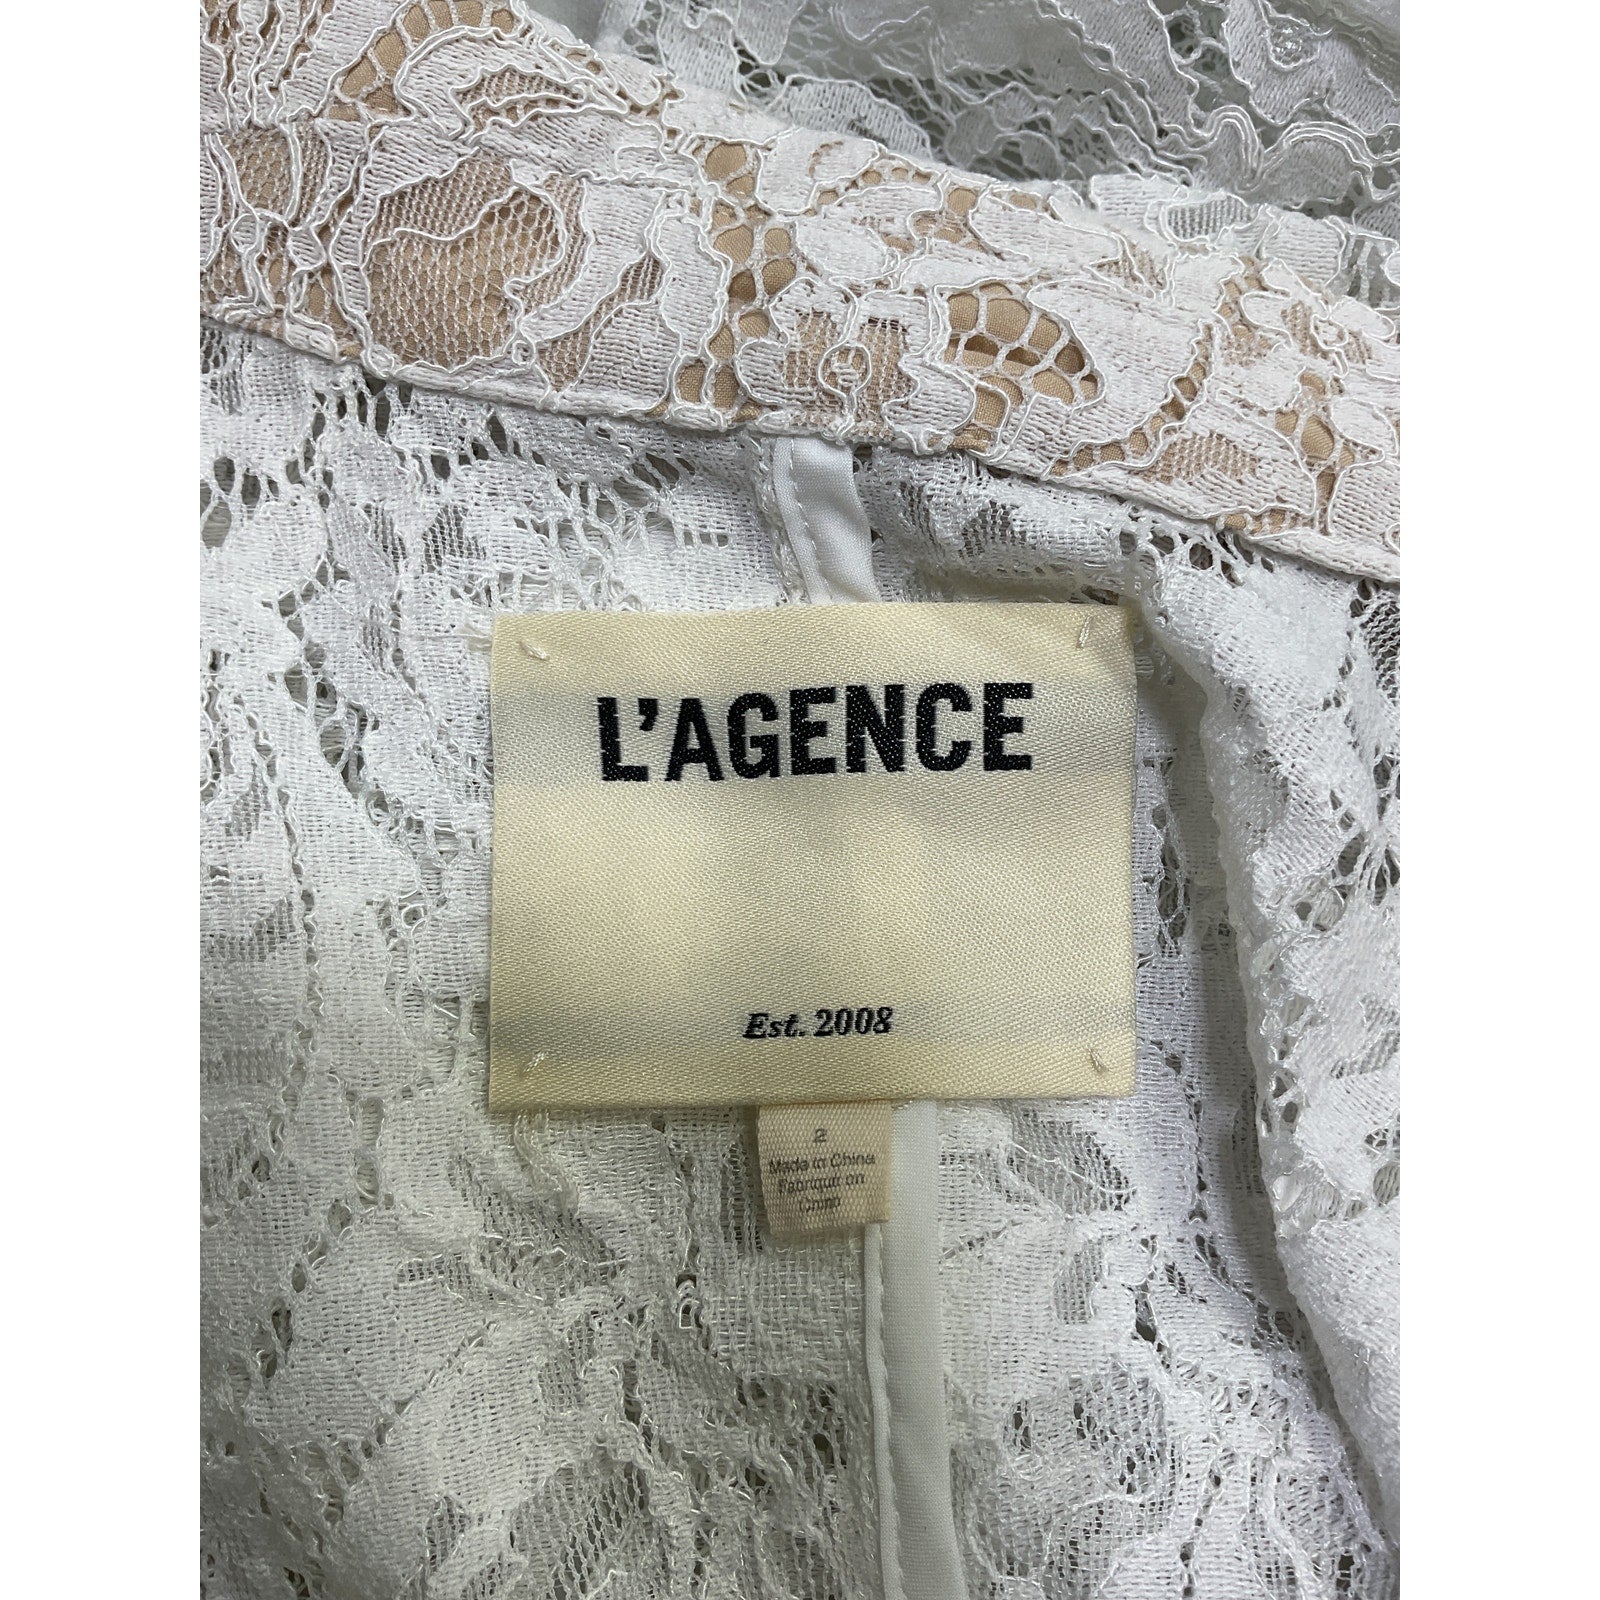 L'AGENCE
Est. 2008
2
Made in China
Fabriqué en
Chine